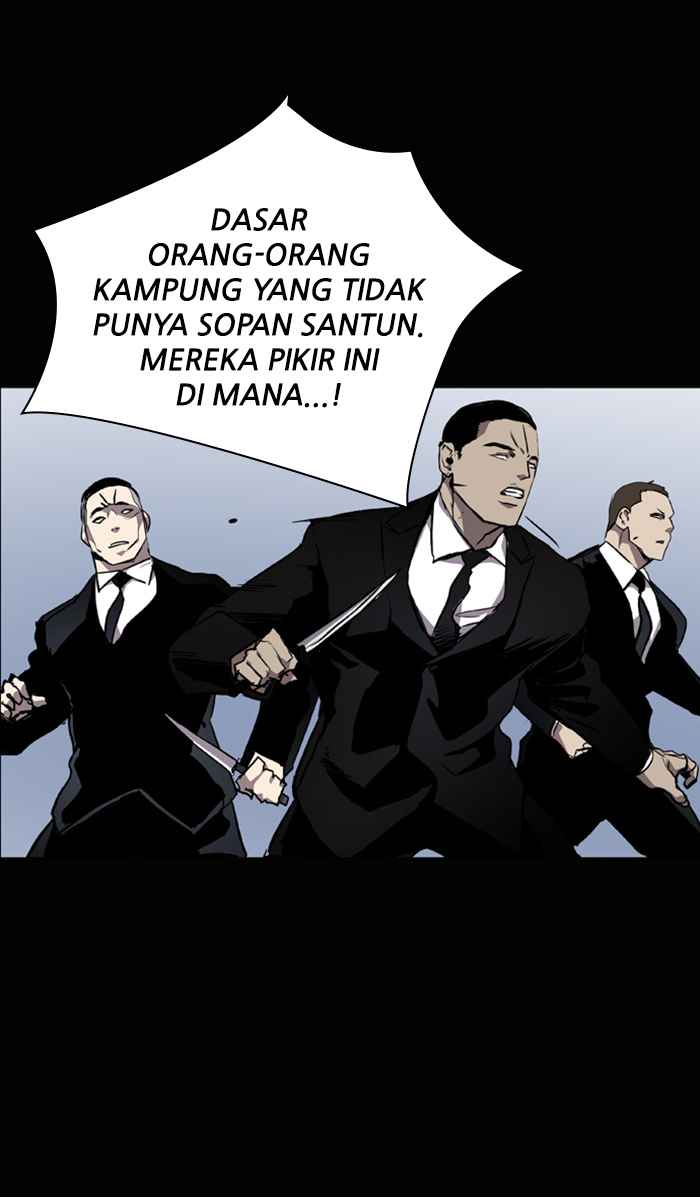 DASAR
ORANG-ORANG
KAMPUNG YANG TIDAK
PUNYA SOPAN SANTUN.
MEREKA PIKIR INI
DI MANA...!